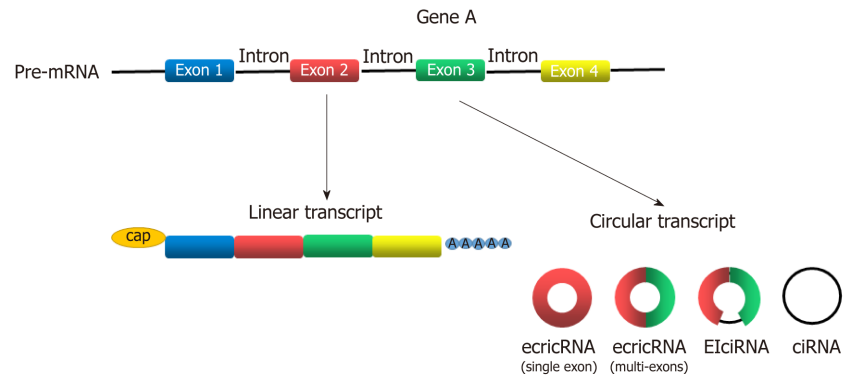 Gene A
Pre-mRNA Exon 1 Intron Exon 2 Intron Exon 3 Intron Exon 4
Linear transcript
Circular transcript
cap A A A A A
ecricRNA ecricRNA EIciRNA ciRNA
(single exon) (multi-exons)